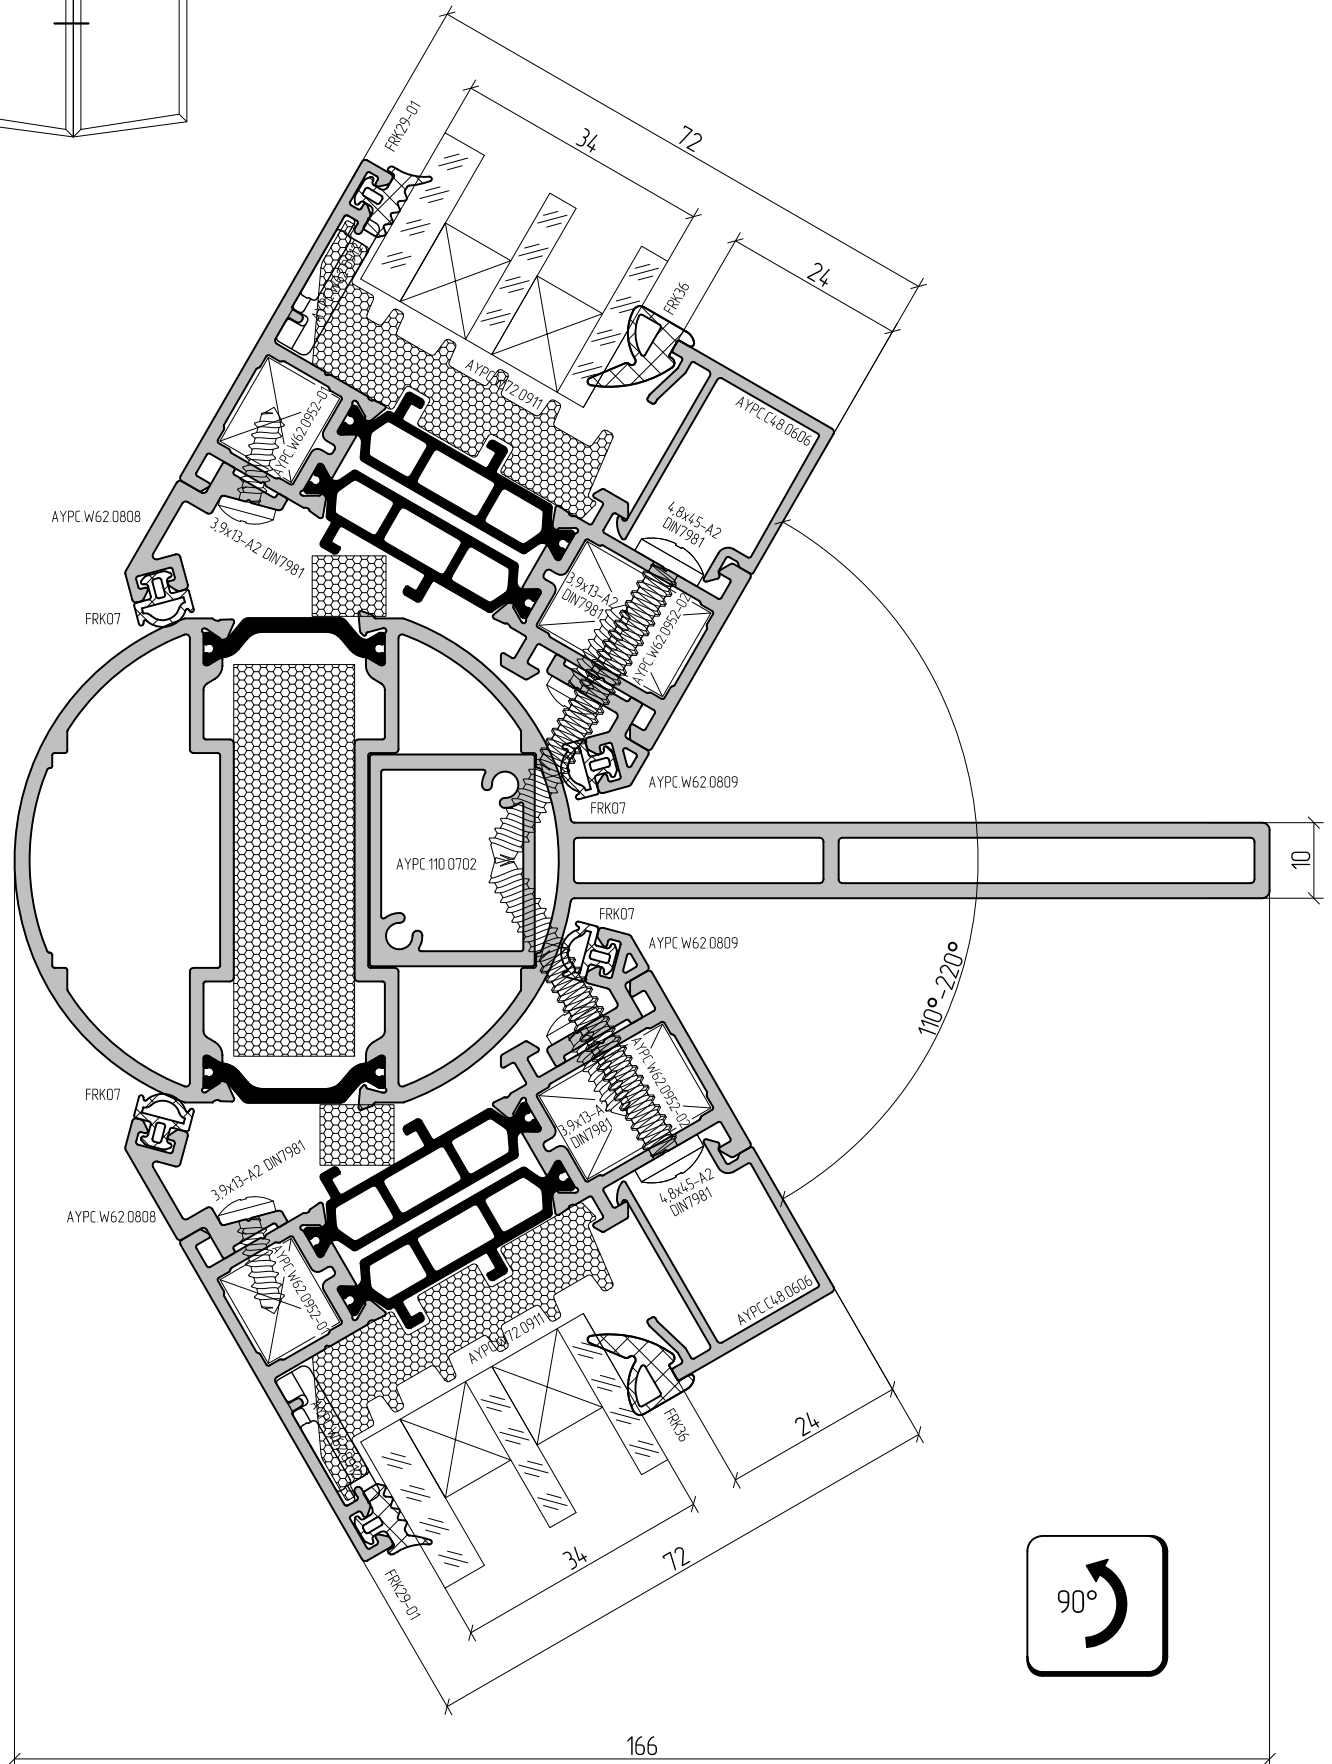 FRK29-01
34
72
24
FRK36
AYPC.W72.0911
AYPC.C48.0606
AYPC.W62.0952-01
AYPC.W62.0808
3,9x13-A2 DIN7981
4,8x45-A2
DIN7981
3,9x13-A2
DIN7981
AYPC.W62.0952-02
FRK07
AYPC.W62.0809
FRK07
AYPC.110.0702
10
FRK07
AYPC.W62.0809
110°-220°
FRK07
AYPC.W62.0952-02
3,9x13-A2
DIN7981
3,9x13-A2 DIN7981
4,8x45-A2
DIN7981
AYPC.W62.0808
AYPC.W62.0952-01
AYPC.C48.0606
AYPC.W72.0911
FRK36
24
34
72
FRK29-01
90°
166